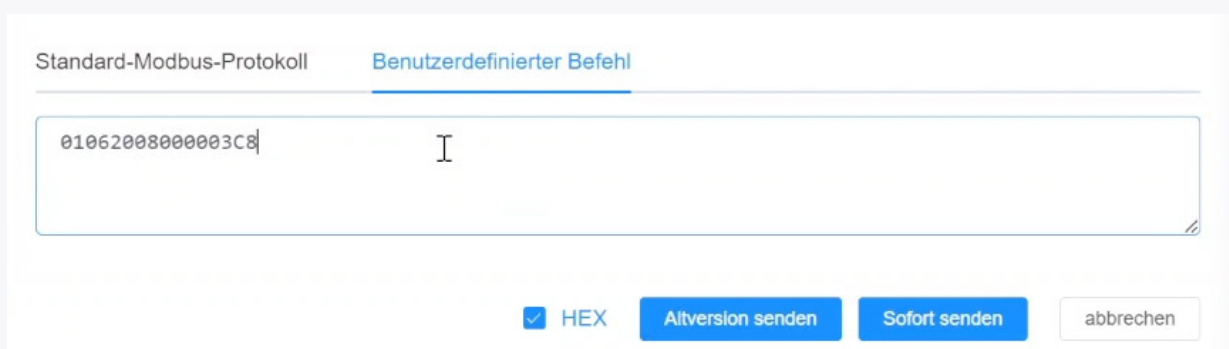 Standard-Modbus-Protokoll Benutzerdefinierter Befehl
01062008000003C8
HEX Altversion senden Sofort senden abbrechen